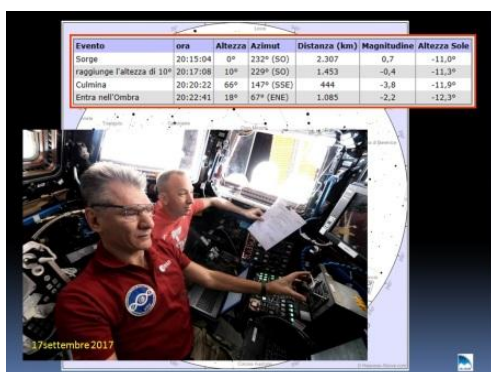 Evento ora Altezza Azimut Distanza (km) Magnitudine Altezza Sole
Sorge 20:15:04 0° 232° (SO) 2.307 0,7 -11,0°
raggiunge l'altezza di 10° 20:17:08 10° 229° (SO) 1.453 -0,4 -11,3°
Culmina 20:20:22 66° 147° (SSE) 444 -3,8 -11,9°
Entra nell'Ombra 20:22:41 18° 67° (ENE) 1.085 -2,2 -12,3°
17settembre2017